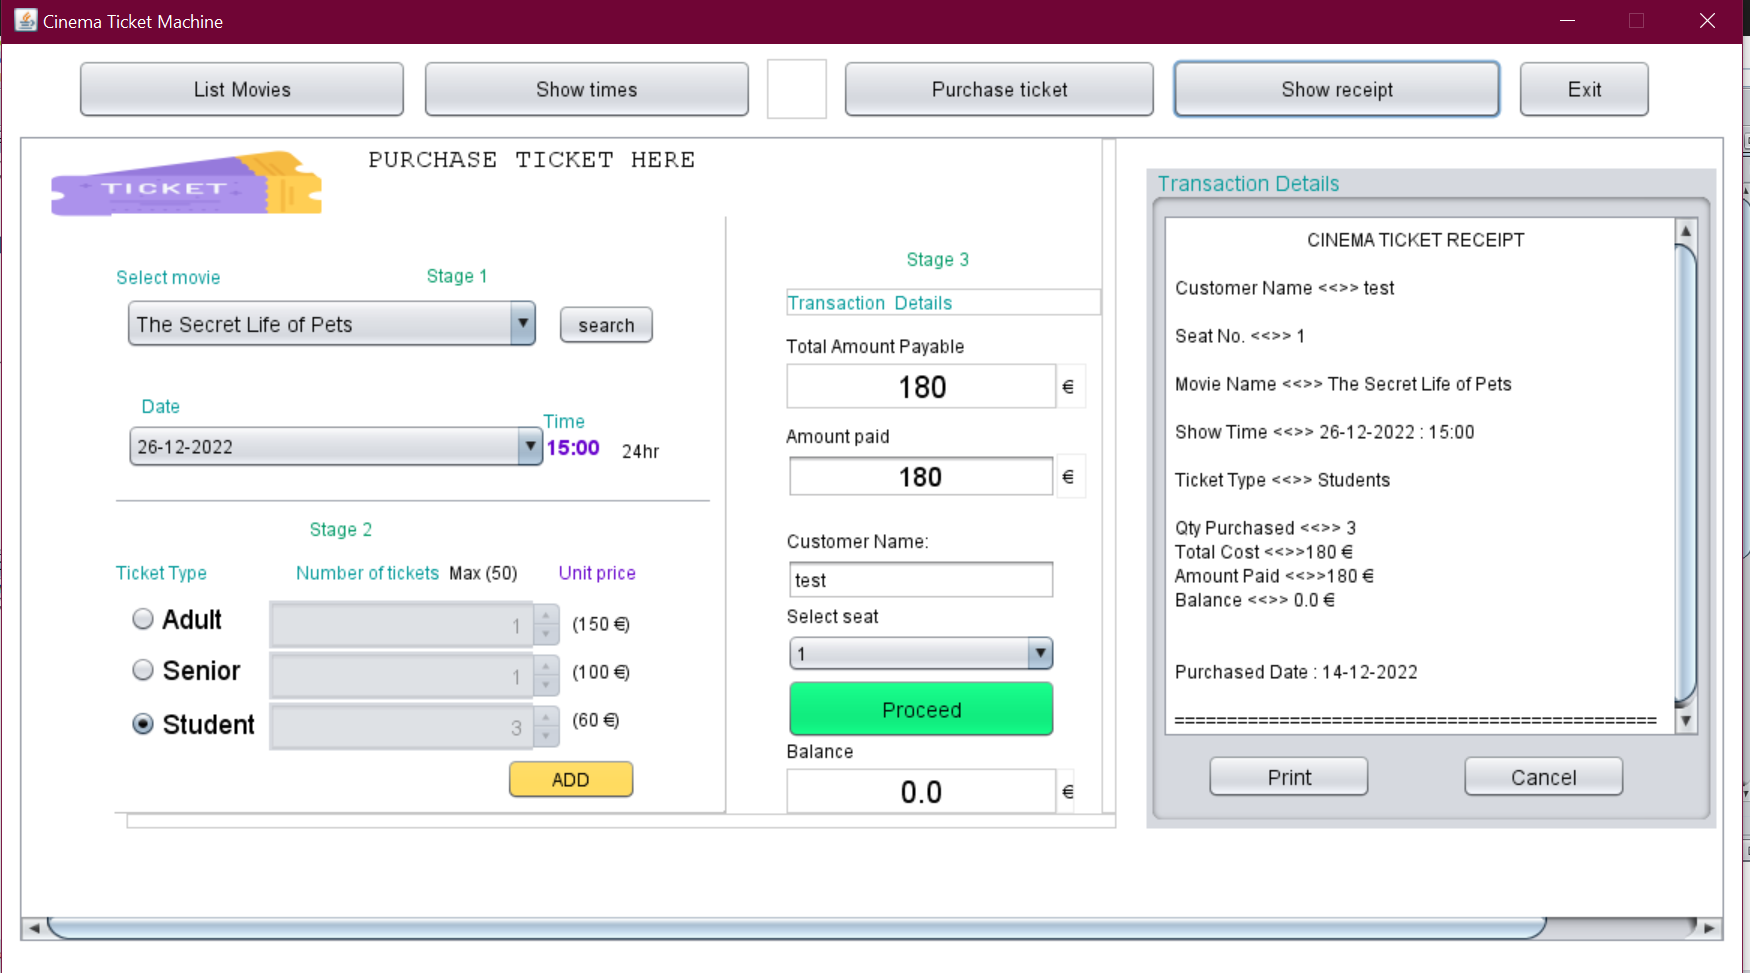 Cinema Ticket Machine
List Movies
Show times
Purchase ticket
Show receipt
Exit
TICKET
PURCHASE TICKET HERE
Select movie
Stage 1
The Secret Life of Pets
search
Date
26-12-2022
Time
15:00 24hr
Stage 2
Ticket Type
Number of tickets Max (50)
Unit price
Adult
1
(150 €)
Senior
1
(100 €)
Student
3
(60 €)
ADD
Stage 3
Transaction Details
Total Amount Payable
180 €
Amount paid
180 €
Customer Name:
test
Select seat
1
Proceed
Balance
0.0 €
Transaction Details
CINEMA TICKET RECEIPT
Customer Name <<>> test
Seat No. <<>> 1
Movie Name <<>> The Secret Life of Pets
Show Time <<>> 26-12-2022 : 15:00
Ticket Type <<>> Students
Qty Purchased <<>> 3
Total Cost <<>>180 €
Amount Paid <<>>180 €
Balance <<>> 0.0 €
Purchased Date : 14-12-2022
==============================================
Print
Cancel